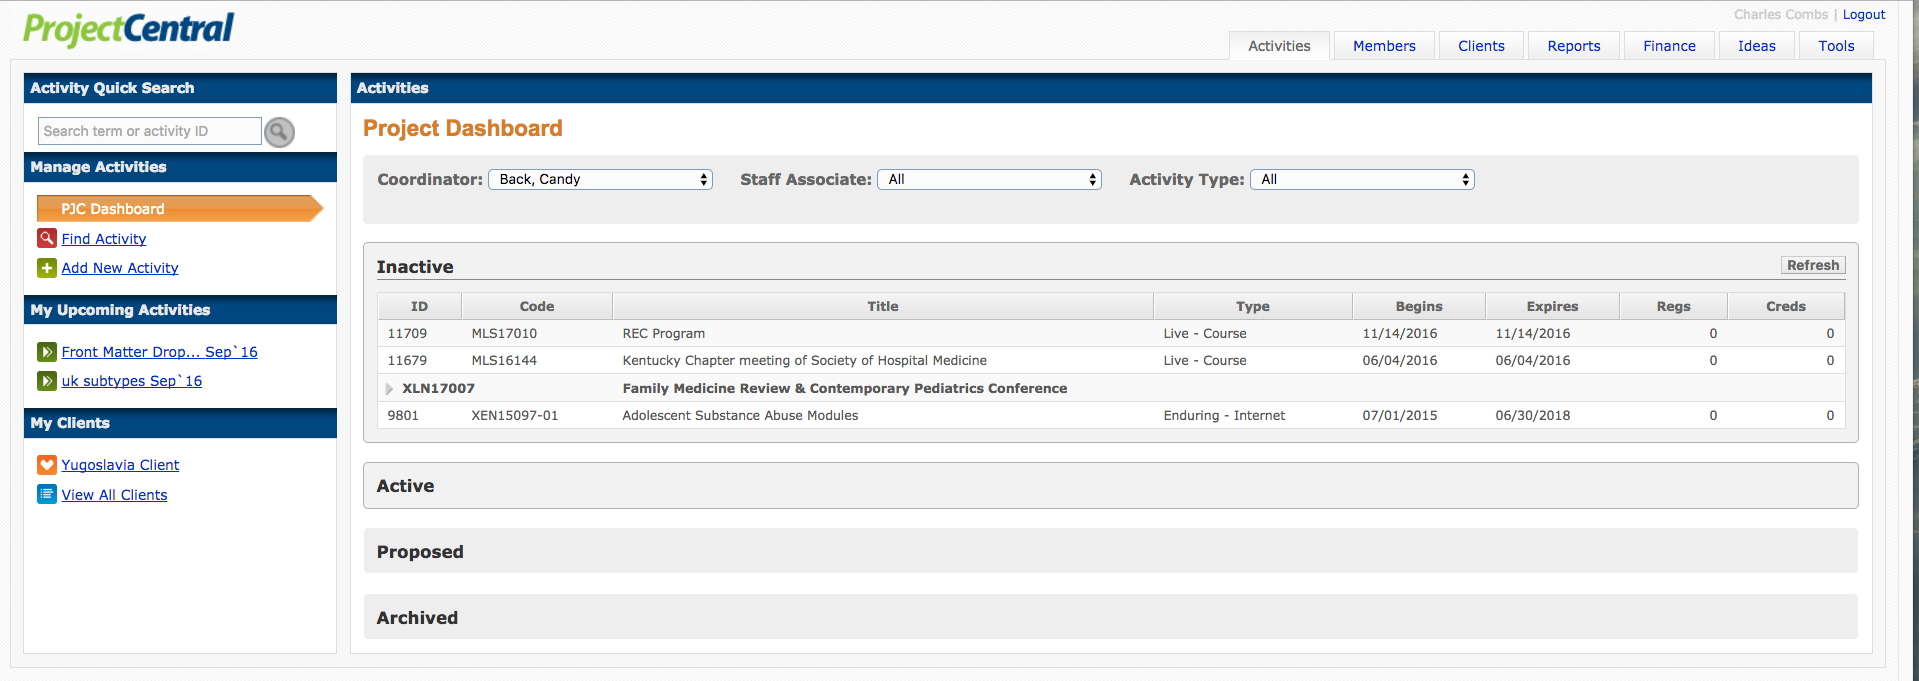 ProjectCentral
Charles Combs | Logout
Activities Members Clients Reports Finance Ideas Tools
Activity Quick Search
Search term or activity ID
Manage Activities
PJC Dashboard
Find Activity
Add New Activity
My Upcoming Activities
Front Matter Drop... Sep`16
uk subtypes Sep`16
My Clients
Yugoslavia Client
View All Clients
Activities
Project Dashboard
Coordinator: Back, Candy Staff Associate: All Activity Type: All
Inactive Refresh
ID Code Title Type Begins Expires Regs Creds
11709 MLS17010 REC Program Live - Course 11/14/2016 11/14/2016 0 0
11679 MLS16144 Kentucky Chapter meeting of Society of Hospital Medicine Live - Course 06/04/2016 06/04/2016 0 0
XLN17007 Family Medicine Review & Contemporary Pediatrics Conference
9801 XEN15097-01 Adolescent Substance Abuse Modules Enduring - Internet 07/01/2015 06/30/2018 0 0
Active
Proposed
Archived